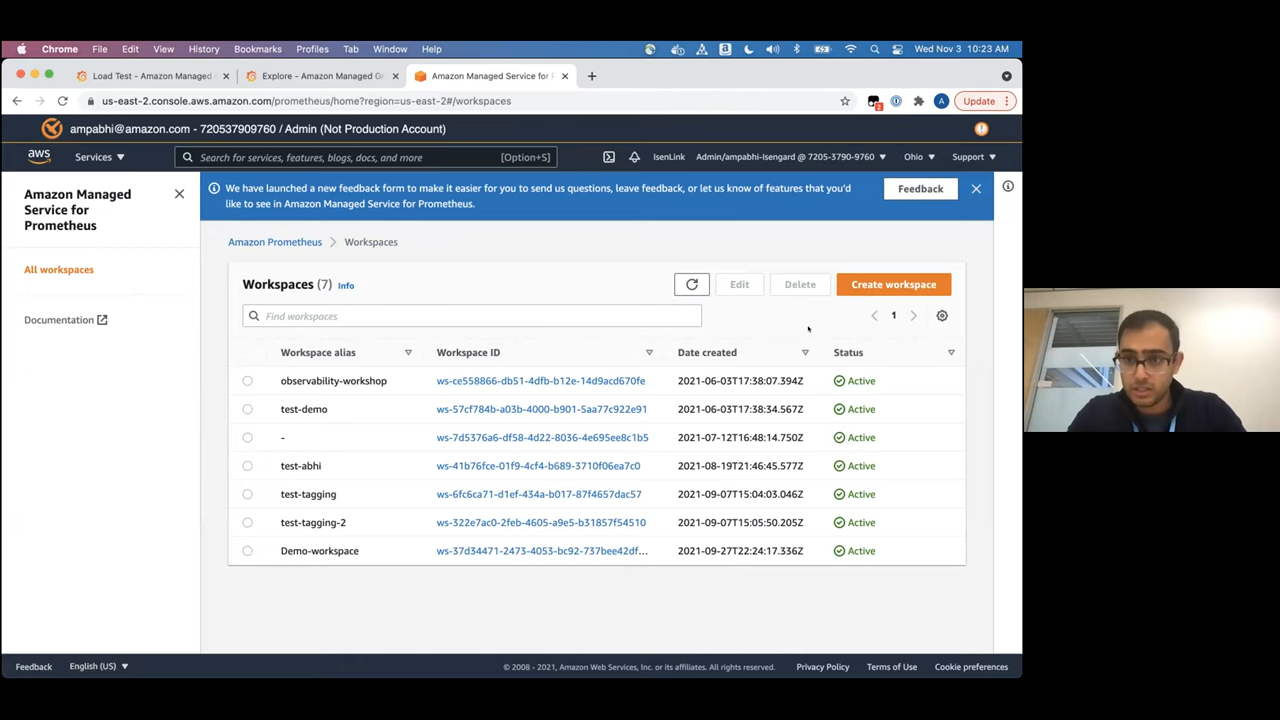 Chrome File Edit View History Bookmarks Profiles Tab Window Help Wed Nov 3 10:23 AM
Load Test - Amazon Managed Explore - Amazon Managed Gr Amazon Managed Service for P
us-east-2.console.aws.amazon.com/prometheus/home?region=us-east-2#/workspaces 2 A Update
ampabhi@amazon.com - 720537909760 / Admin (Not Production Account)
aws Services Search for services, features, blogs, docs, and more [Option+S] IsenLink Admin/ampabhi-Isengard @ 7205-3790-9760 Ohio Support
Amazon Managed
Service for
Prometheus
All workspaces
Documentation
We have launched a new feedback form to make it easier for you to send us questions, leave feedback, or let us know of features that you'd
like to see in Amazon Managed Service for Prometheus.
Feedback
Amazon Prometheus > Workspaces
Workspaces (7) Info Edit Delete Create workspace
Find workspaces 1
Workspace alias Workspace ID Date created Status
observability-workshop ws-ce558866-db51-4dfb-b12e-14d9acd670fe 2021-06-03T17:38:07.394Z Active
test-demo ws-57cf784b-a03b-4000-b901-5aa77c922e91 2021-06-03T17:38:34.567Z Active
- ws-7d5376a6-df58-4d22-8036-4e695ee8c1b5 2021-07-12T16:48:14.750Z Active
test-abhi ws-41b76fce-01f9-4cf4-b689-3710f06ea7c0 2021-08-19T21:46:45.577Z Active
test-tagging ws-6fc6ca71-d1ef-434a-b017-87f4657dac57 2021-09-07T15:04:03.046Z Active
test-tagging-2 ws-322e7ac0-2feb-4605-a9e5-b31857f54510 2021-09-07T15:05:50.205Z Active
Demo-workspace ws-37d34471-2473-4053-bc92-737bee42df... 2021-09-27T22:24:17.336Z Active
Feedback English (US) © 2008 - 2021, Amazon Web Services, Inc. or its affiliates. All rights reserved. Privacy Policy Terms of Use Cookie preferences